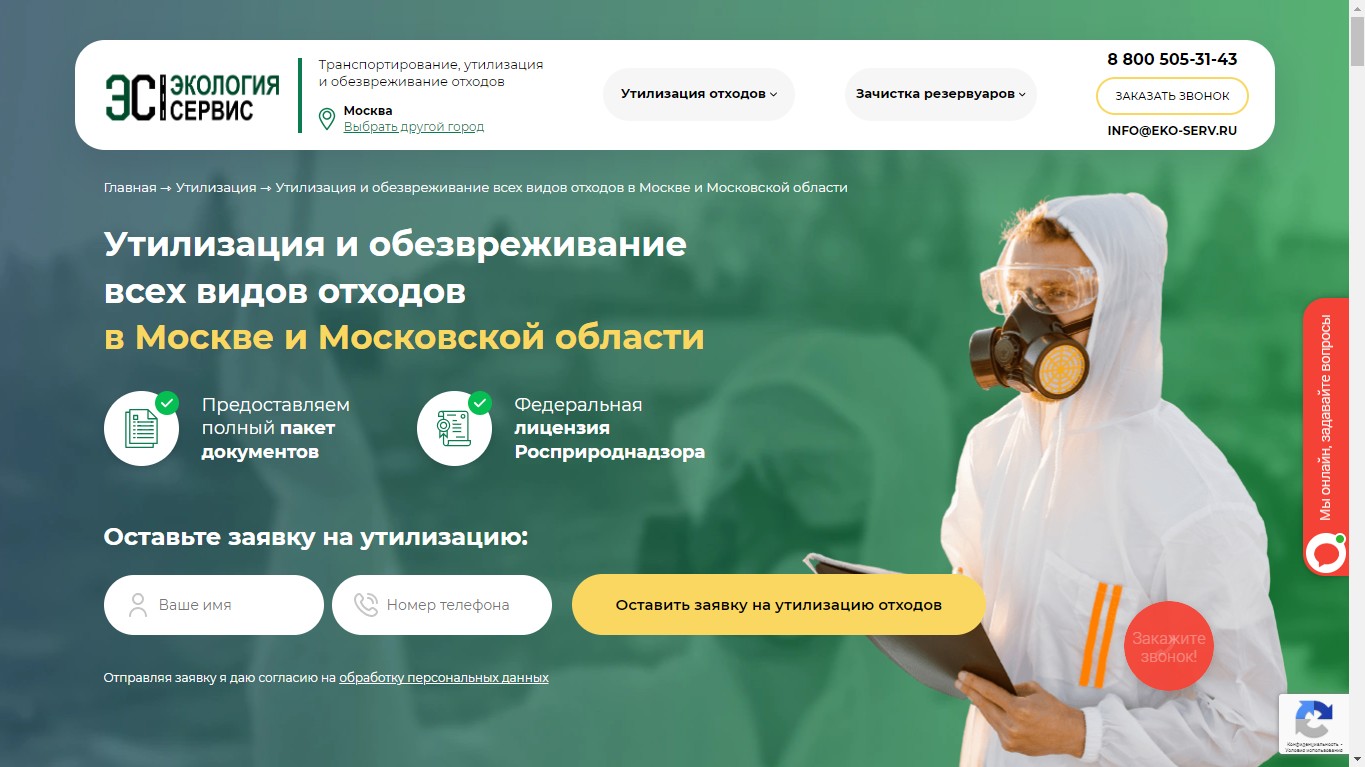 ЭС ЭКОЛОГИЯ
СЕРВИС
Транспортирование, утилизация
и обезвреживание отходов
Москва
Выбрать другой город
Утилизация отходов
Зачистка резервуаров
8 800 505-31-43
ЗАКАЗАТЬ ЗВОНОК
INFO@EKO-SERV.RU
Главная → Утилизация → Утилизация и обезвреживание всех видов отходов в Москве и Московской области
Утилизация и обезвреживание
всех видов отходов
в Москве и Московской области
Предоставляем
полный пакет
документов
Федеральная
лицензия
Росприроднадзора
Мы онлайн, задавайте вопросы
Оставьте заявку на утилизацию:
Ваше имя
Номер телефона
Оставить заявку на утилизацию отходов
Закажите
звонок!
Отправляя заявку я даю согласию на обработку персональных данных
Конфиденциальность -
Условия использования